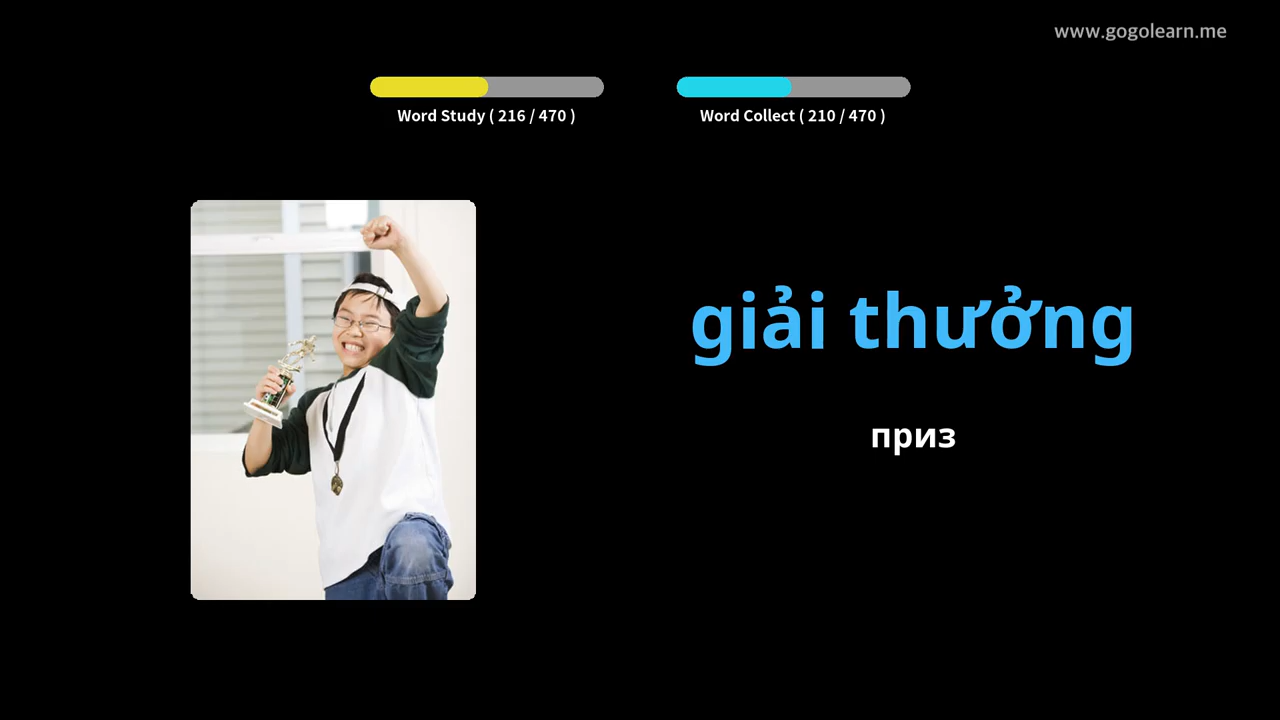 www.gogolearn.me
Word Study ( 216 / 470 )
Word Collect ( 210 / 470 )
giải thưởng
приз